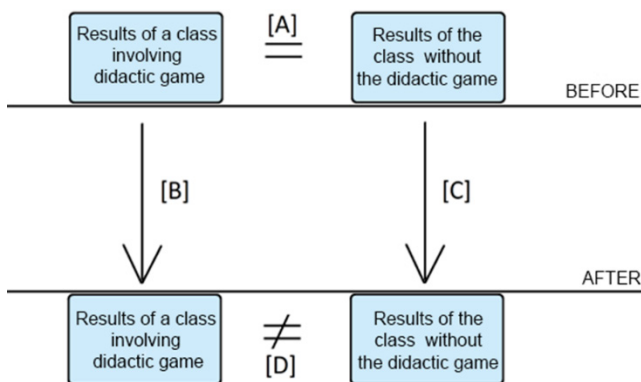 Results of a class
involving
didactic game
[A]
=
Results of the
class without
the didactic game
BEFORE
[B]
[C]
AFTER
Results of a class
involving
didactic game
≠
[D]
Results of the
class without
the didactic game